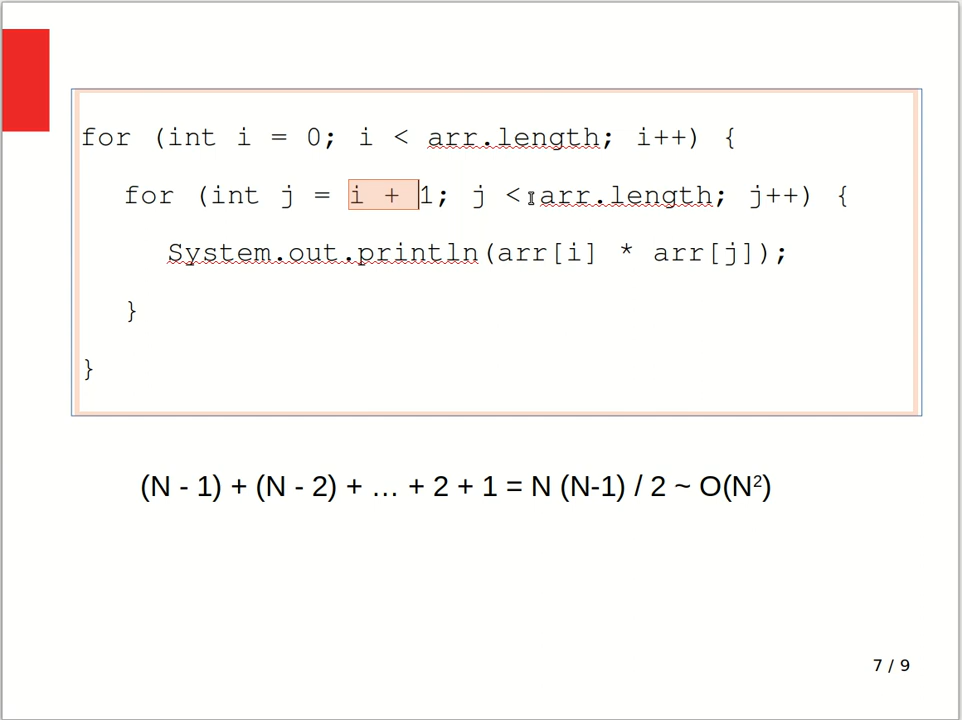 for (int i = 0; i < arr.length; i++) {
for (int j = i + 1; j < arr.length; j++) {
System.out.println(arr[i] * arr[j]);
}
}
(N - 1) + (N - 2) + … + 2 + 1 = N (N-1) / 2 ~ O(N²)
7 / 9